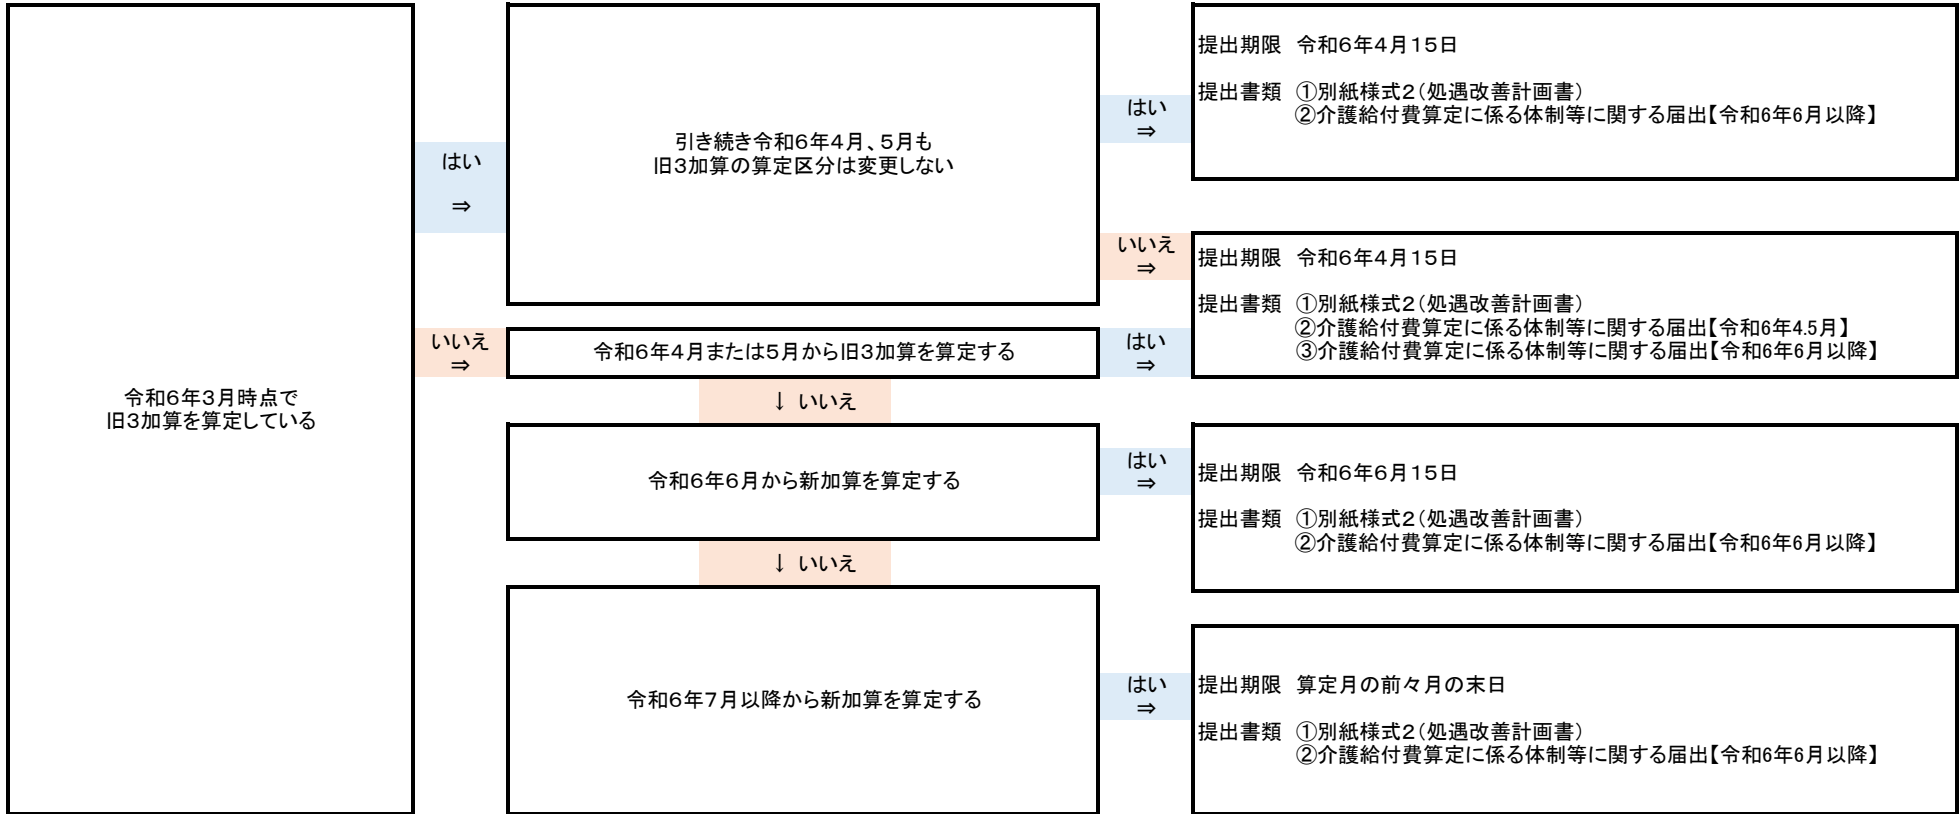 令和６年３月時点で
旧３加算を算定している
はい
⇒
引き続き令和６年４月、５月も
旧３加算の算定区分は変更しない
はい
⇒
提出期限　令和６年４月１５日
提出書類　①別紙様式２（処遇改善計画書）
②介護給付費算定に係る体制等に関する届出【令和6年6月以降】
いいえ
⇒
提出期限　令和６年４月１５日
提出書類　①別紙様式２（処遇改善計画書）
②介護給付費算定に係る体制等に関する届出【令和6年4.5月】
③介護給付費算定に係る体制等に関する届出【令和6年6月以降】
いいえ
⇒
令和６年４月または５月から旧３加算を算定する
はい
⇒
↓ いいえ
令和６年６月から新加算を算定する
はい
⇒
提出期限　令和６年６月１５日
提出書類　①別紙様式２（処遇改善計画書）
②介護給付費算定に係る体制等に関する届出【令和6年6月以降】
↓ いいえ
令和６年７月以降から新加算を算定する
はい
⇒
提出期限　算定月の前々月の末日
提出書類　①別紙様式２（処遇改善計画書）
②介護給付費算定に係る体制等に関する届出【令和6年6月以降】